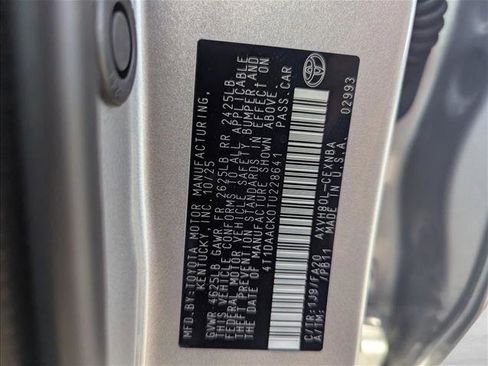 MFD.BY:TOYOTA MOTOR MANUFACTURING,
KENTUCKY, INC. 10/25
GVWR 4625LB GAWR FR 2625LB RR 2425LB
THIS VEHICLE CONFORMS TO ALL APPLICABLE
FEDERAL MOTOR VEHICLE SAFETY, BUMPER, AND
THEFT PREVENTION STANDARDS IN EFFECT ON
THE DATE OF MANUFACTURE SHOWN ABOVE.
4T1DAACK0TU228641 PASS.CAR
C/TR:1J9/FA20 AXVH80L-CEXNBA
A/TM: /PB11 MADE IN U.S.A.
02993